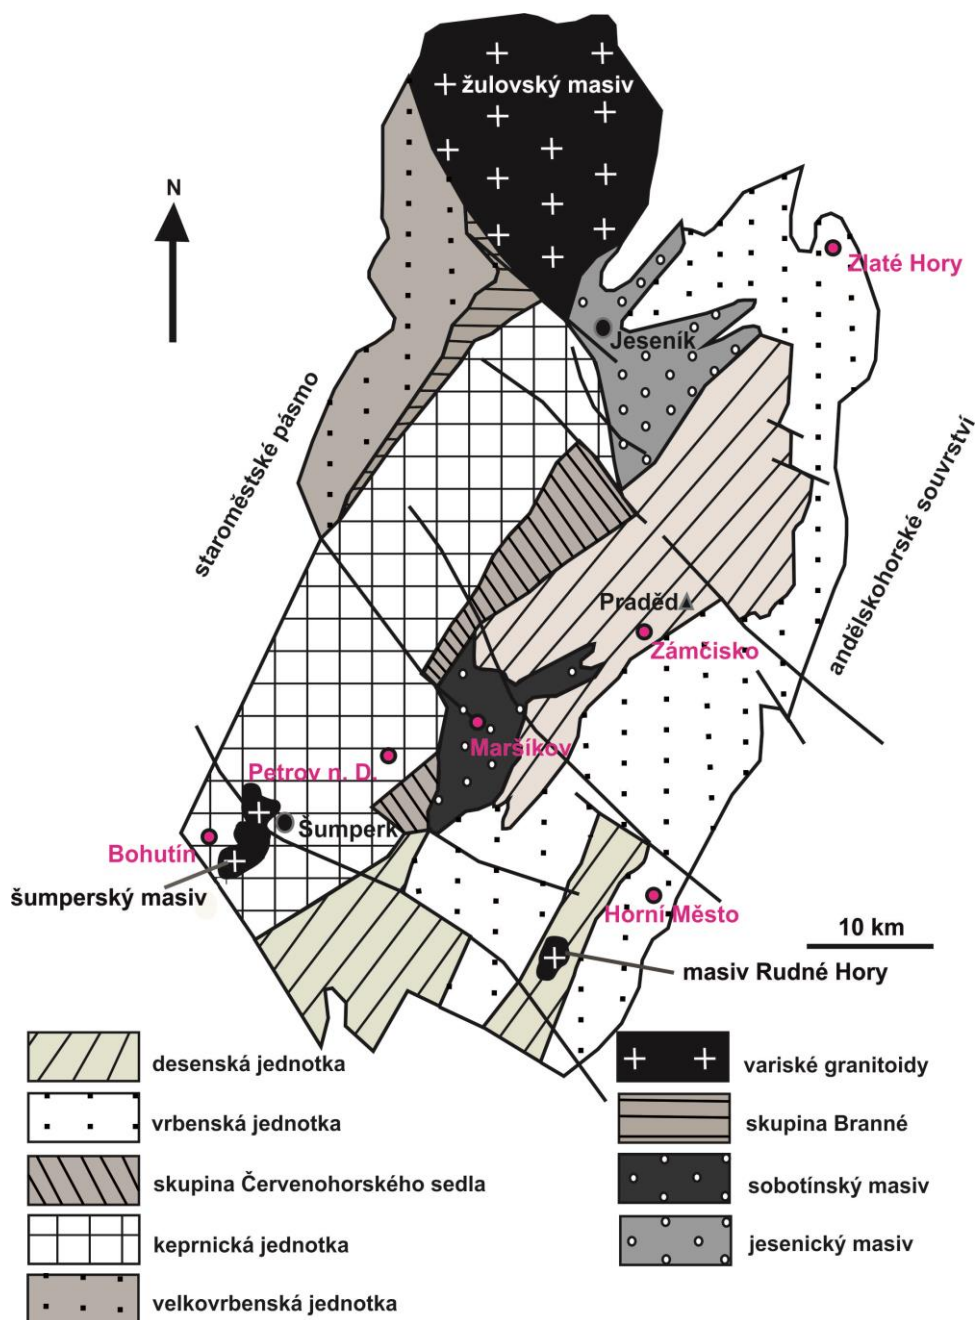 žulovský masiv
N
Zlaté Hory
Jeseník
staroměstské pásmo
andělskohorské souvrství
Praděd
Zámčisko
Maršíkov
Petrov n. D.
Šumperk
Bohutín
šumperský masiv
Horní Město
10 km
masiv Rudné Hory
desenská jednotka
vrbenská jednotka
skupina Červenohorského sedla
keprnická jednotka
velkovrbenská jednotka
variské granitoidy
skupina Branné
sobotínský masiv
jesenický masiv